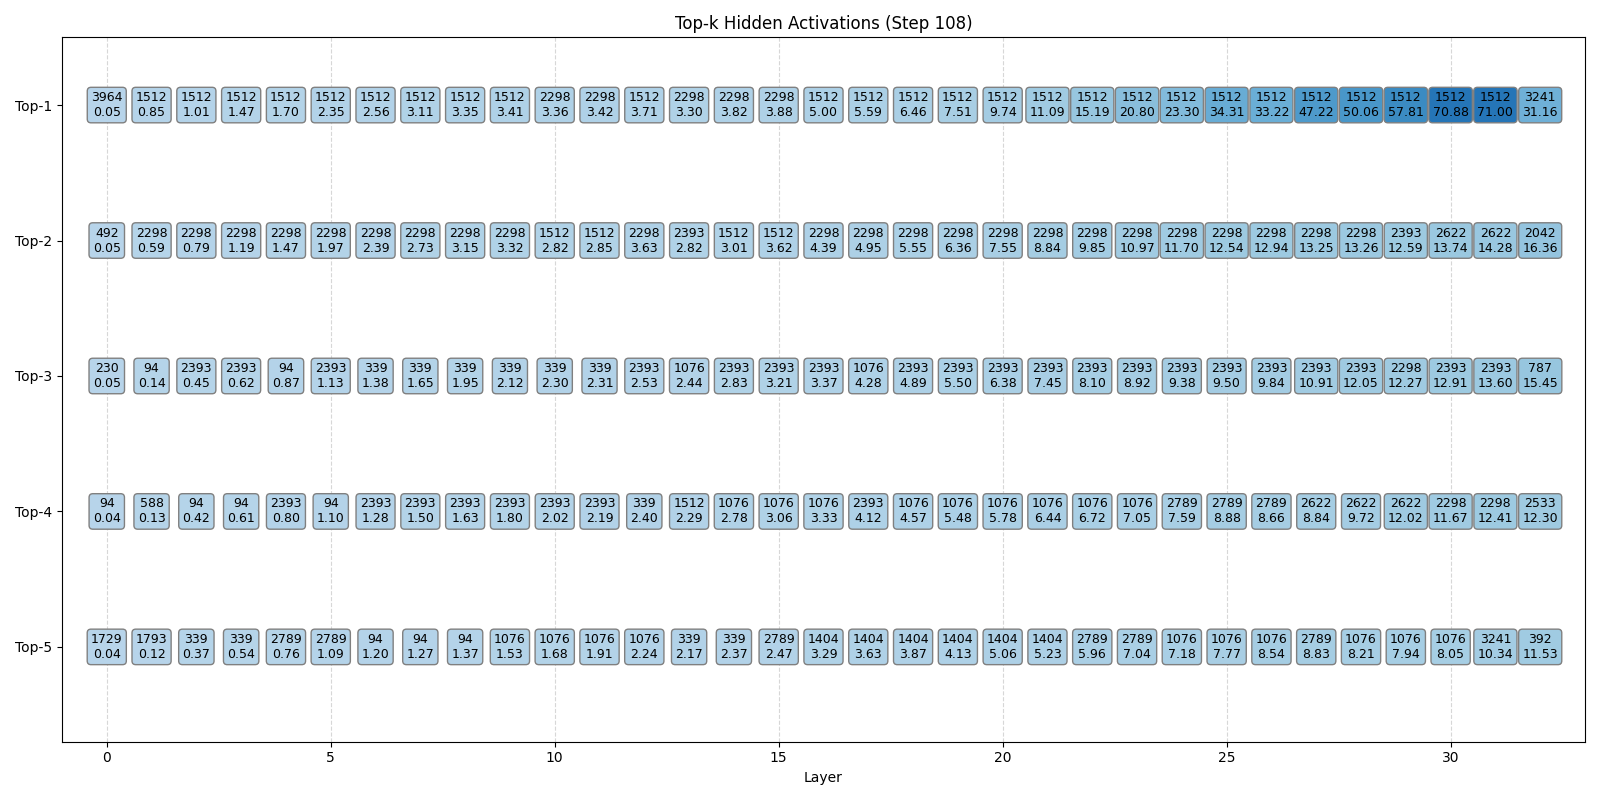 Top-k Hidden Activations (Step 108)
Top-1
3964 1512 1512 1512 1512 1512 1512 1512 1512 1512 2298 2298 1512 2298 2298 2298 1512 1512 1512 1512 1512 1512 1512 1512 1512 1512 1512 1512 1512 1512 1512 1512 3241
0.05 0.85 1.01 1.47 1.70 2.35 2.56 3.11 3.35 3.41 3.36 3.42 3.71 3.30 3.82 3.88 5.00 5.59 6.46 7.51 9.74 11.09 15.19 20.80 23.30 34.31 33.22 47.22 50.06 57.81 70.88 71.00 31.16
Top-2
492 2298 2298 2298 2298 2298 2298 2298 2298 2298 1512 1512 2298 2393 1512 1512 2298 2298 2298 2298 2298 2298 2298 2298 2298 2298 2298 2298 2298 2393 2622 2622 2042
0.05 0.59 0.79 1.19 1.47 1.97 2.39 2.73 3.15 3.32 2.82 2.85 3.63 2.82 3.01 3.62 4.39 4.95 5.55 6.36 7.55 8.84 9.85 10.97 11.70 12.54 12.94 13.25 13.26 12.59 13.74 14.28 16.36
Top-3
230 94 2393 2393 94 2393 339 339 339 339 339 339 2393 1076 2393 2393 2393 1076 2393 2393 2393 2393 2393 2393 2393 2393 2393 2393 2393 2298 2393 2393 787
0.05 0.14 0.45 0.62 0.87 1.13 1.38 1.65 1.95 2.12 2.30 2.31 2.53 2.44 2.83 3.21 3.37 4.28 4.89 5.50 6.38 7.45 8.10 8.92 9.38 9.50 9.84 10.91 12.05 12.27 12.91 13.60 15.45
Top-4
94 588 94 94 2393 94 2393 2393 2393 2393 2393 2393 339 1512 1076 1076 1076 2393 1076 1076 1076 1076 1076 1076 2789 2789 2789 2622 2622 2622 2298 2298 2533
0.04 0.13 0.42 0.61 0.80 1.10 1.28 1.50 1.63 1.80 2.02 2.19 2.40 2.29 2.78 3.06 3.33 4.12 4.57 5.48 5.78 6.44 6.72 7.05 7.59 8.88 8.66 8.84 9.72 12.02 11.67 12.41 12.30
Top-5
1729 1793 339 339 2789 2789 94 94 94 1076 1076 1076 1076 339 339 2789 1404 1404 1404 1404 1404 1404 2789 2789 1076 1076 1076 2789 1076 1076 1076 3241 392
0.04 0.12 0.37 0.54 0.76 1.09 1.20 1.27 1.37 1.53 1.68 1.91 2.24 2.17 2.37 2.47 3.29 3.63 3.87 4.13 5.06 5.23 5.96 7.04 7.18 7.77 8.54 8.83 8.21 7.94 8.05 10.34 11.53
0 5 10 15 20 25 30
Layer